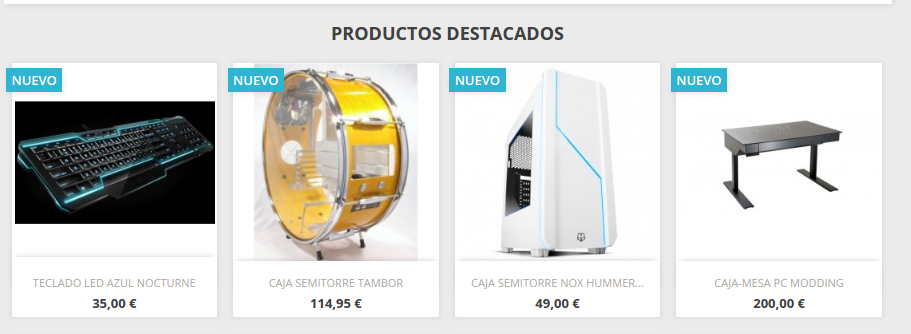 PRODUCTOS DESTACADOS
NUEVO
NUEVO
NUEVO
NUEVO
TECLADO LED AZUL NOCTURNE
35,00 €
CAJA SEMITORRE TAMBOR
114,95 €
CAJA SEMITORRE NOX HUMMER...
49,00 €
CAJA-MESA PC MODDING
200,00 €